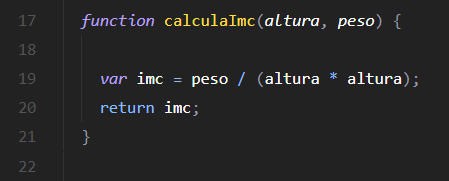 17 function calculaImc(altura, peso) {
18
19 var imc = peso / (altura * altura);
20 return imc;
21 }
22